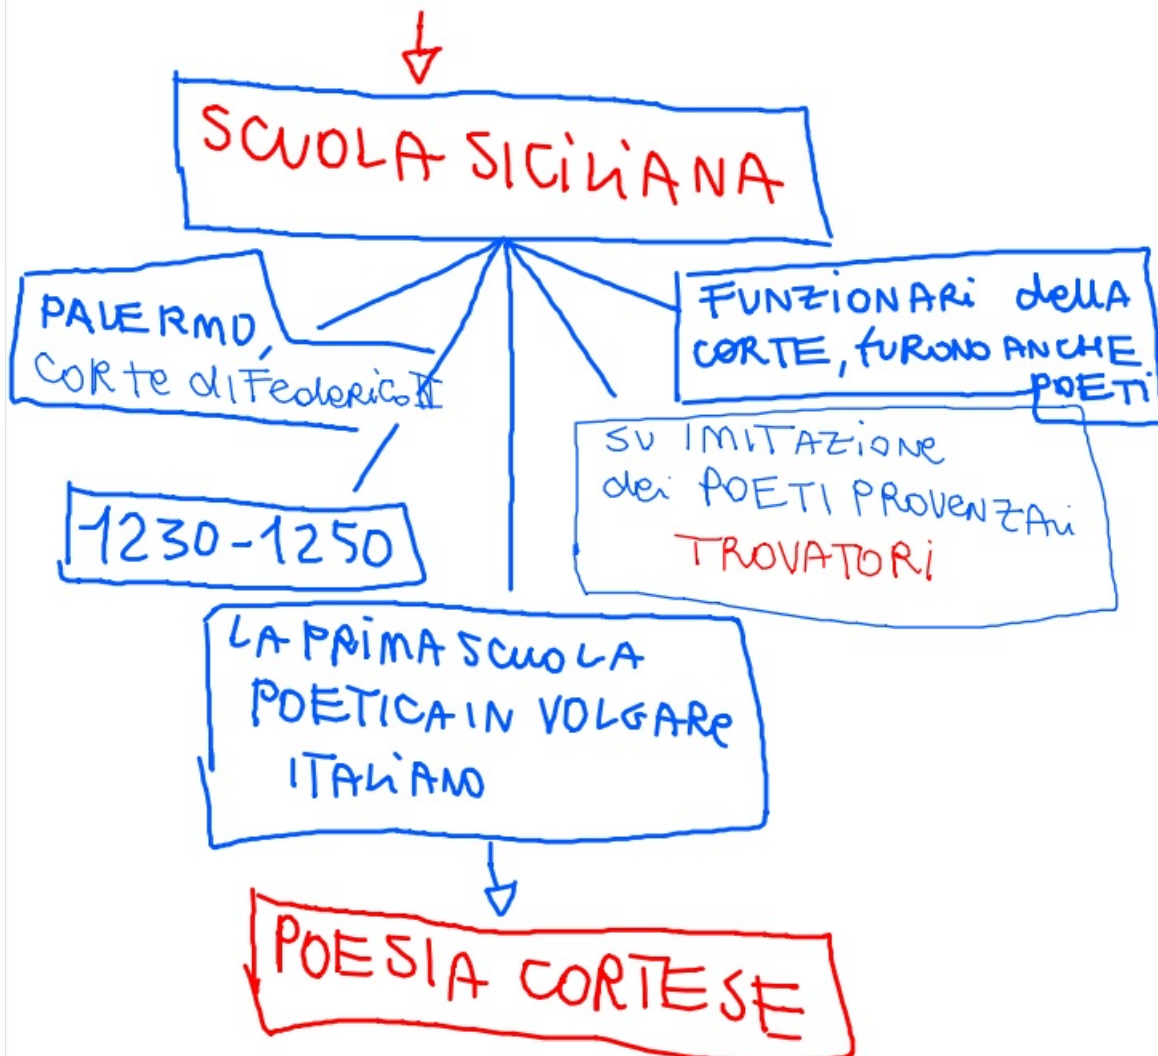 SCUOLA SICILIANA
PALERMO,
CORTE di Federico II
FUNZIONARI della
CORTE, fURONO ANCHE
POETI
SU IMITAZIONE
dei POETI PROVENZALI
TROVATORI
1230-1250
LA PRIMA SCUOLA
POETICA IN VOLGARE
ITALIANO
POESIA CORTESE